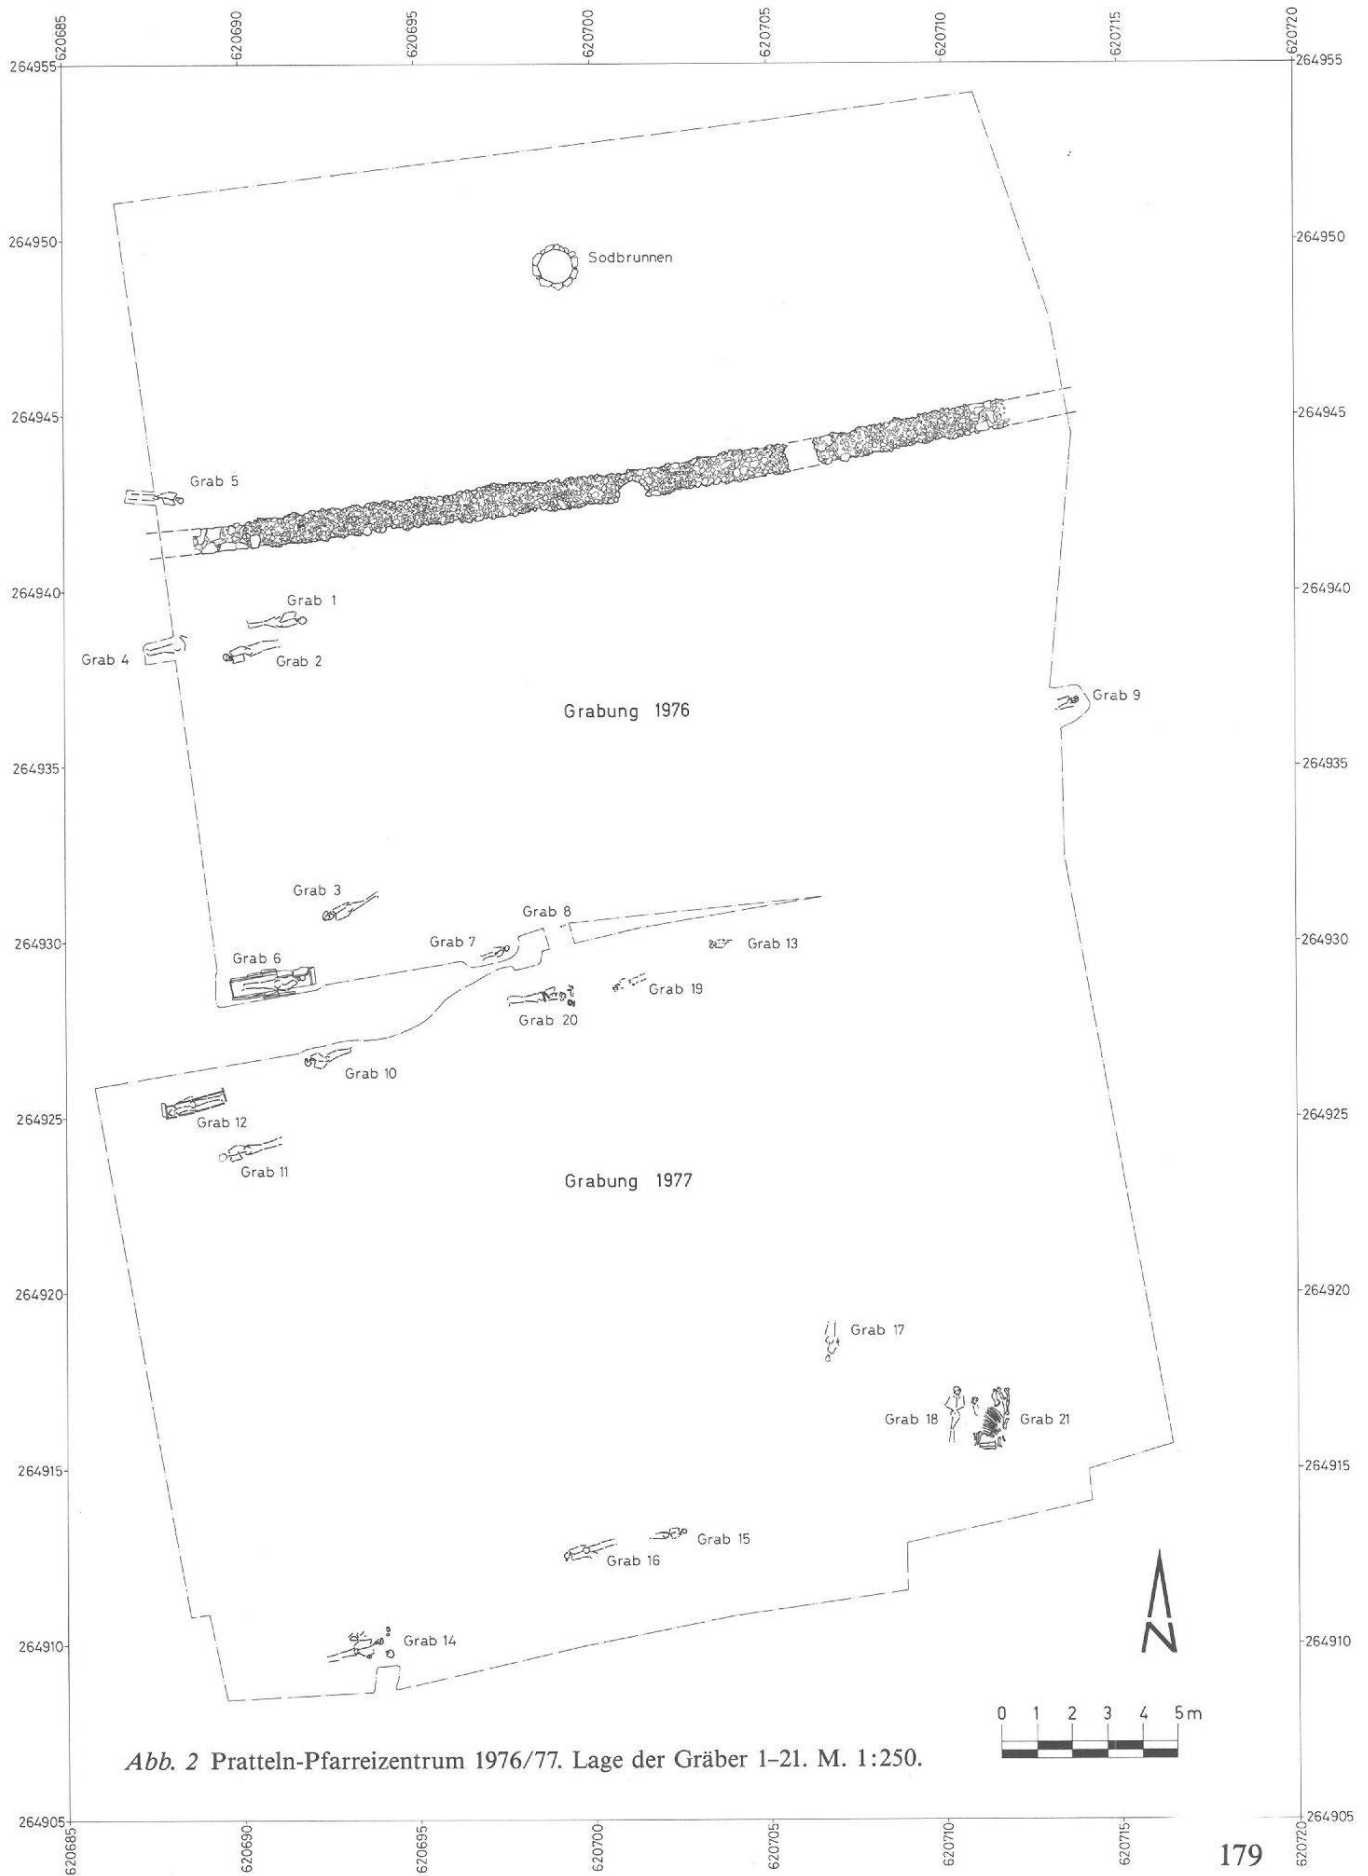 620685 620690 620695 620700 620705 620710 620715 620720
264955 264955
264950 264950
Sodbrunnen
264945 264945
Grab 5
264940 264940
Grab 1
Grab 4
Grab 2
Grab 9
Grabung 1976
264935 264935
Grab 3
Grab 8
264930 264930
Grab 7
Grab 13
Grab 6
Grab 19
Grab 20
Grab 10
264925 264925
Grab 12
Grab 11
Grabung 1977
264920 264920
Grab 17
Grab 18
Grab 21
264915 264915
Grab 15
Grab 16
264910 264910
Grab 14
N
0 1 2 3 4 5m
Abb. 2 Pratteln-Pfarreizentrum 1976/77. Lage der Gräber 1–21. M. 1:250.
264905 264905
620685 620690 620695 620700 620705 620710 620715 620720
179